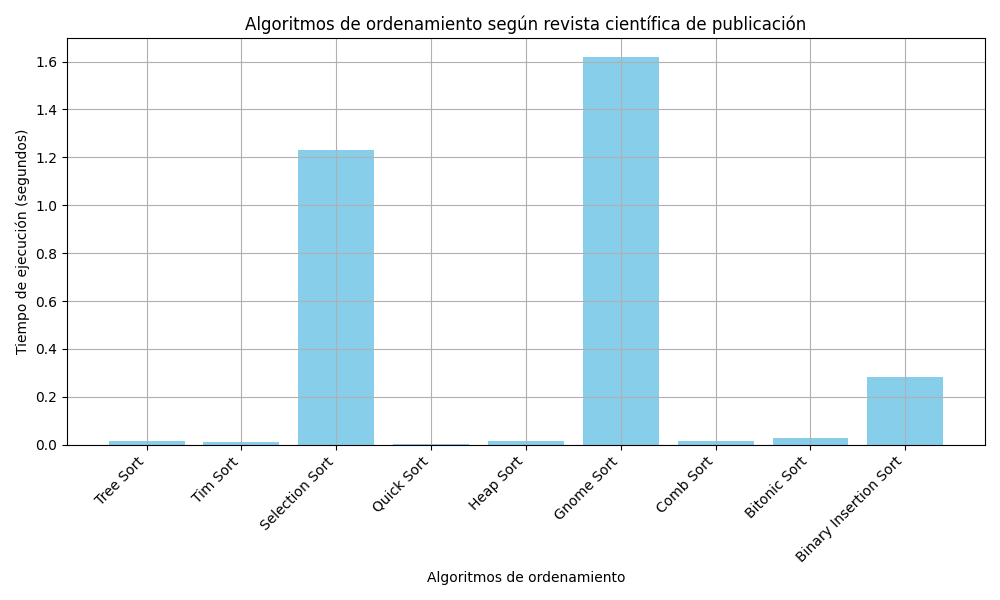 Algoritmos de ordenamiento según revista científica de publicación
Tiempo de ejecución (segundos)
1.6
1.4
1.2
1.0
0.8
0.6
0.4
0.2
0.0
Tree Sort
Tim Sort
Selection Sort
Quick Sort
Heap Sort
Gnome Sort
Comb Sort
Bitonic Sort
Binary Insertion Sort
Algoritmos de ordenamiento